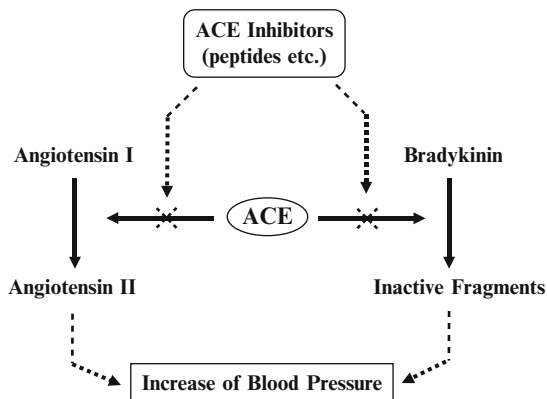 ACE Inhibitors
(peptides etc.)
Angiotensin I
Bradykinin
ACE
Angiotensin II
Inactive Fragments
Increase of Blood Pressure